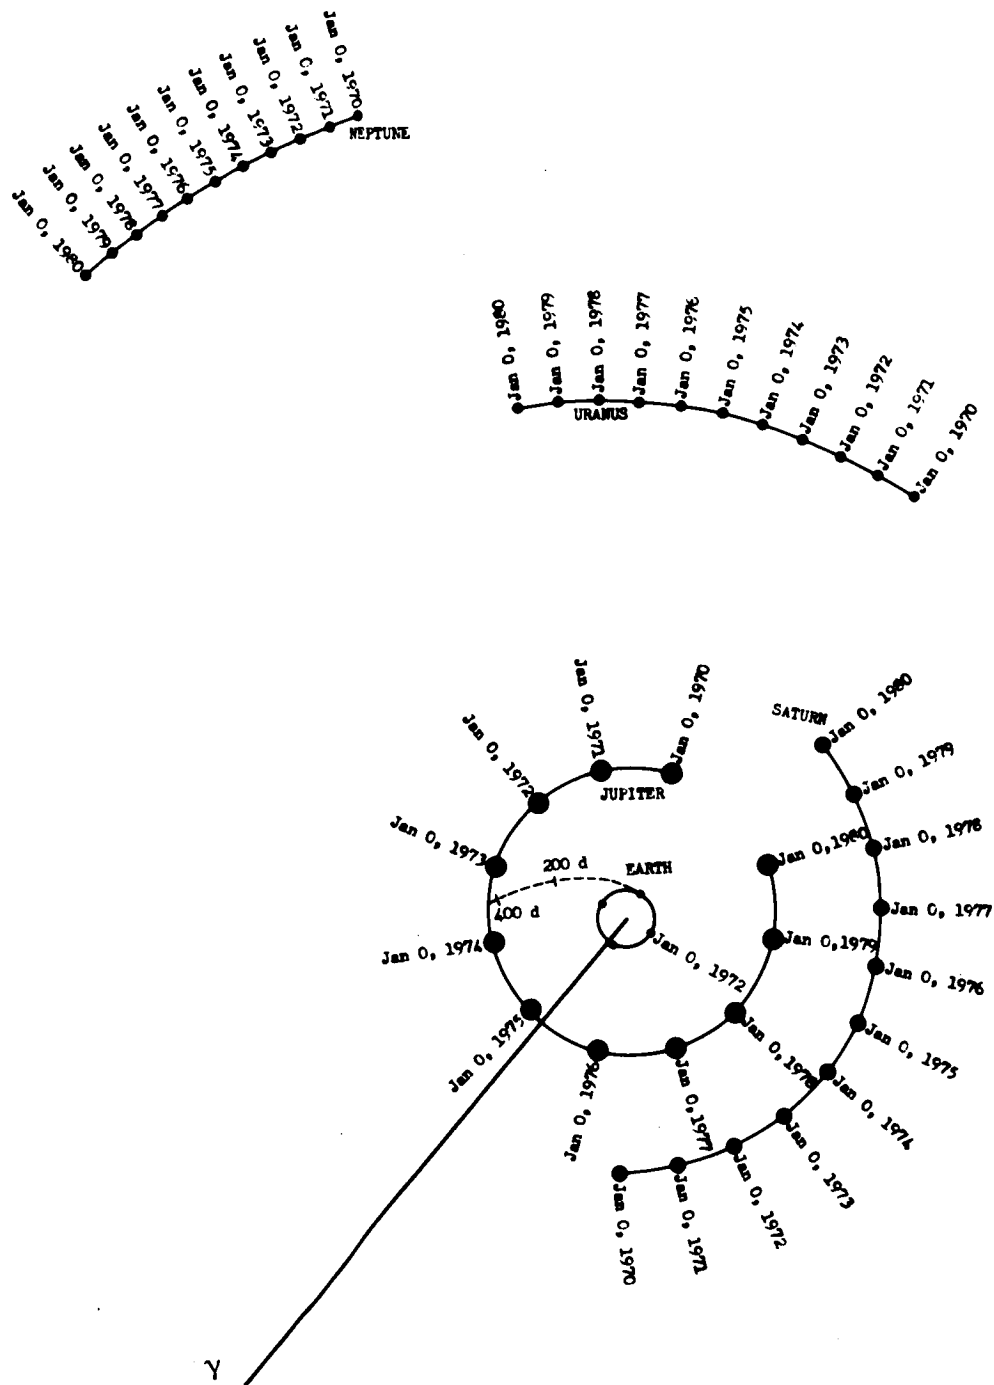 Jan 0, 1970
Jan 0, 1971
Jan 0, 1972
Jan 0, 1973
Jan 0, 1974
Jan 0, 1975
Jan 0, 1976
Jan 0, 1977
Jan 0, 1978
Jan 0, 1979
Jan 0, 1980
NEPTUNE
Jan 0, 1980
Jan 0, 1979
Jan 0, 1978
Jan 0, 1977
Jan 0, 1976
Jan 0, 1975
Jan 0, 1974
Jan 0, 1973
Jan 0, 1972
Jan 0, 1971
Jan 0, 1970
URANUS
Jan 0, 1970
Jan 0, 1971
Jan 0, 1972
Jan 0, 1973
Jan 0, 1974
Jan 0, 1975
Jan 0, 1976
Jan 0,1977
Jan 0, 1978
Jan 0,1979
Jan 0,1980
JUPITER
SATURN
Jan 0, 1980
Jan 0, 1979
Jan 0, 1978
Jan 0, 1977
Jan 0, 1976
Jan 0, 1975
Jan 0, 1974
Jan 0, 1973
Jan 0, 1972
Jan 0, 1971
Jan 0, 1970
200 d
EARTH
400 d
Jan 0, 1972
γ